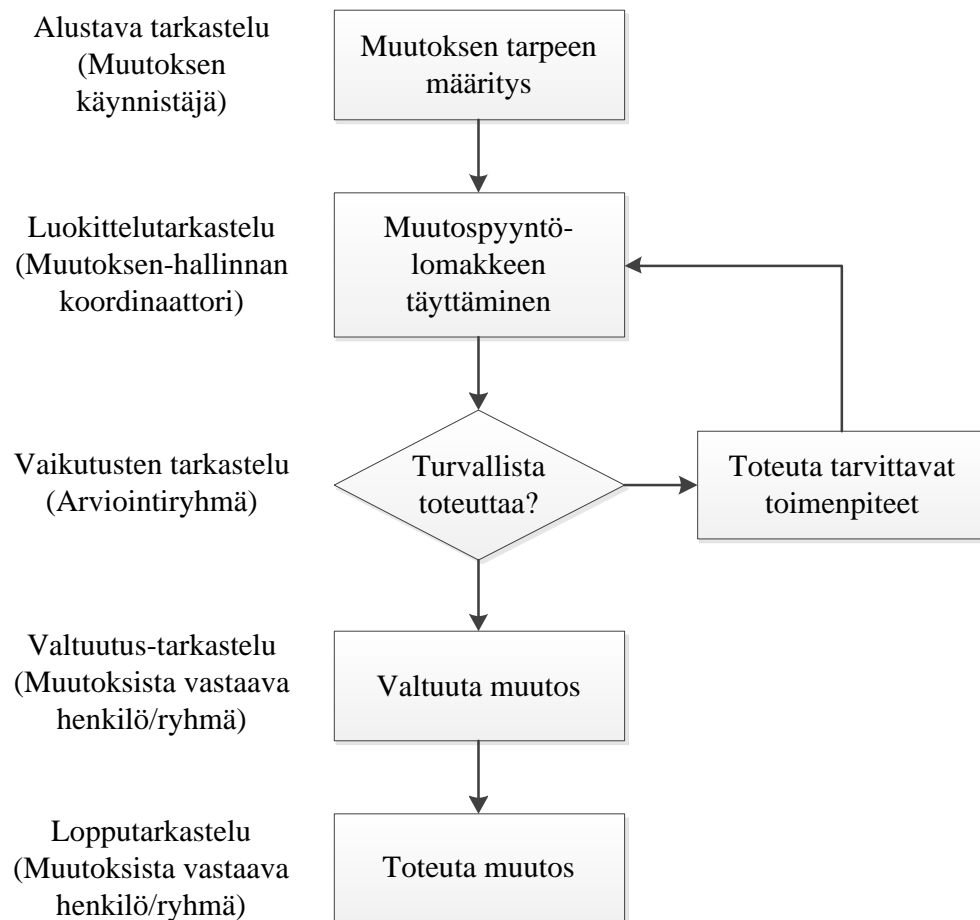 Alustava tarkastelu
(Muutoksen
käynnistäjä)
Muutoksen tarpeen
määritys
Luokittelutarkastelu
(Muutoksen-hallinnan
koordinaattori)
Muutospyyntö-
lomakkeen
täyttäminen
Vaikutusten tarkastelu
(Arviointiryhmä)
Turvallista
toteuttaa?
Toteuta tarvittavat
toimenpiteet
Valtuutus-tarkastelu
(Muutoksista vastaava
henkilö/ryhmä)
Valtuuta muutos
Lopputarkastelu
(Muutoksista vastaava
henkilö/ryhmä)
Toteuta muutos